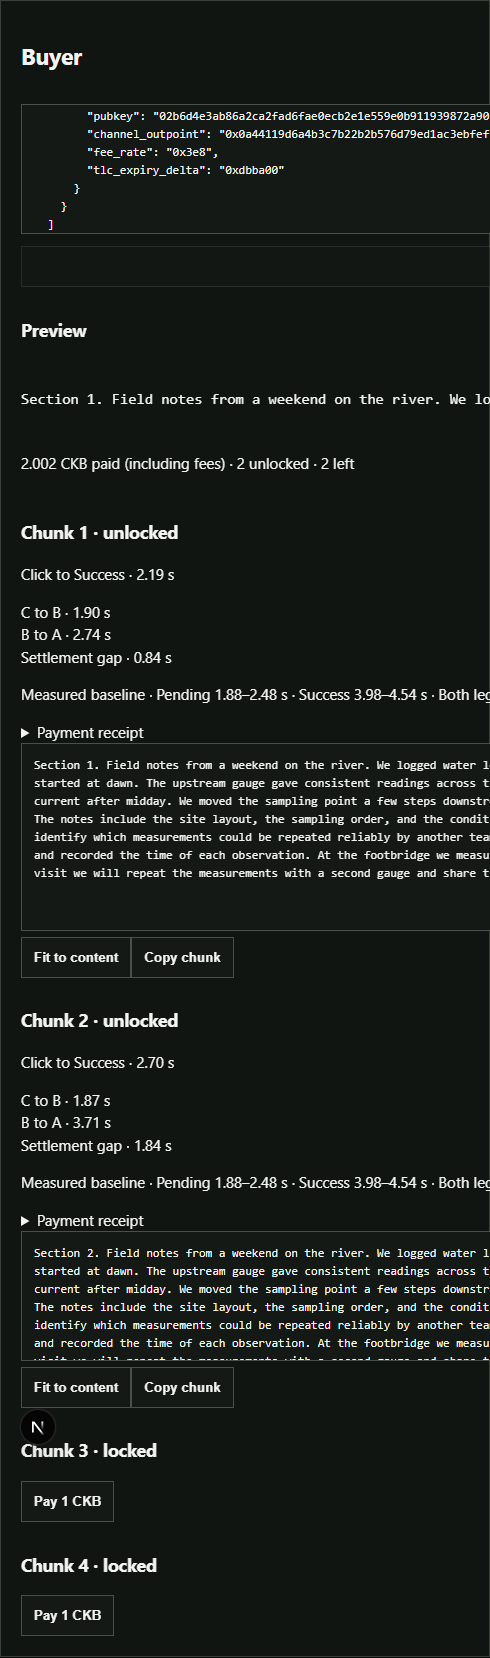 Buyer
"pubkey": "02b6d4e3ab86a2ca2fad6fae0ecb2e1e559e0b911939872a90
"channel_outpoint": "0x0a44119d6a4b3c7b22b2b576d79ed1ac3ebfef
"fee_rate": "0x3e8",
"tlc_expiry_delta": "0xdbba00"
}
}
]
Preview
Section 1. Field notes from a weekend on the river. We lo
2.002 CKB paid (including fees) · 2 unlocked · 2 left
Chunk 1 · unlocked
Click to Success · 2.19 s
C to B · 1.90 s
B to A · 2.74 s
Settlement gap · 0.84 s
Measured baseline · Pending 1.88–2.48 s · Success 3.98–4.54 s · Both leg
▶ Payment receipt
Section 1. Field notes from a weekend on the river. We logged water l
started at dawn. The upstream gauge gave consistent readings across t
current after midday. We moved the sampling point a few steps downstr
The notes include the site layout, the sampling order, and the condit
identify which measurements could be repeated reliably by another tea
and recorded the time of each observation. At the footbridge we measu
visit we will repeat the measurements with a second gauge and share t
Fit to content Copy chunk
Chunk 2 · unlocked
Click to Success · 2.70 s
C to B · 1.87 s
B to A · 3.71 s
Settlement gap · 1.84 s
Measured baseline · Pending 1.88–2.48 s · Success 3.98–4.54 s · Both leg
▶ Payment receipt
Section 2. Field notes from a weekend on the river. We logged water l
started at dawn. The upstream gauge gave consistent readings across t
current after midday. We moved the sampling point a few steps downstr
The notes include the site layout, the sampling order, and the condit
identify which measurements could be repeated reliably by another tea
and recorded the time of each observation. At the footbridge we measu
visit we will repeat the measurements with a second gauge and share t
Fit to content Copy chunk
N
Chunk 3 · locked
Pay 1 CKB
Chunk 4 · locked
Pay 1 CKB